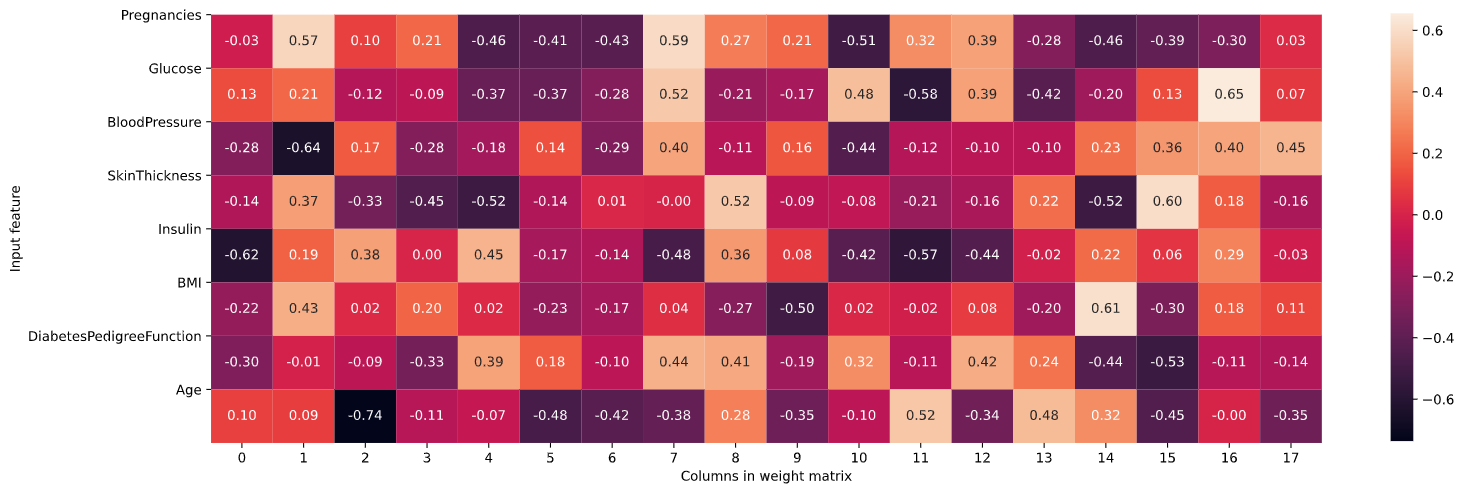 Pregnancies
-0.03 0.57 0.10 0.21 -0.46 -0.41 -0.43 0.59 0.27 0.21 -0.51 0.32 0.39 -0.28 -0.46 -0.39 -0.30 0.03
Glucose
0.13 0.21 -0.12 -0.09 -0.37 -0.37 -0.28 0.52 -0.21 -0.17 0.48 -0.58 0.39 -0.42 -0.20 0.13 0.65 0.07
BloodPressure
-0.28 -0.64 0.17 -0.28 -0.18 0.14 -0.29 0.40 -0.11 0.16 -0.44 -0.12 -0.10 -0.10 0.23 0.36 0.40 0.45
SkinThickness
-0.14 0.37 -0.33 -0.45 -0.52 -0.14 0.01 -0.00 0.52 -0.09 -0.08 -0.21 -0.16 0.22 -0.52 0.60 0.18 -0.16
Insulin
-0.62 0.19 0.38 0.00 0.45 -0.17 -0.14 -0.48 0.36 0.08 -0.42 -0.57 -0.44 -0.02 0.22 0.06 0.29 -0.03
BMI
-0.22 0.43 0.02 0.20 0.02 -0.23 -0.17 0.04 -0.27 -0.50 0.02 -0.02 0.08 -0.20 0.61 -0.30 0.18 0.11
DiabetesPedigreeFunction
-0.30 -0.01 -0.09 -0.33 0.39 0.18 -0.10 0.44 0.41 -0.19 0.32 -0.11 0.42 0.24 -0.44 -0.53 -0.11 -0.14
Age
0.10 0.09 -0.74 -0.11 -0.07 -0.48 -0.42 -0.38 0.28 -0.35 -0.10 0.52 -0.34 0.48 0.32 -0.45 -0.00 -0.35
0 1 2 3 4 5 6 7 8 9 10 11 12 13 14 15 16 17
Columns in weight matrix
Input feature
0.6
0.4
0.2
0.0
−0.2
−0.4
−0.6